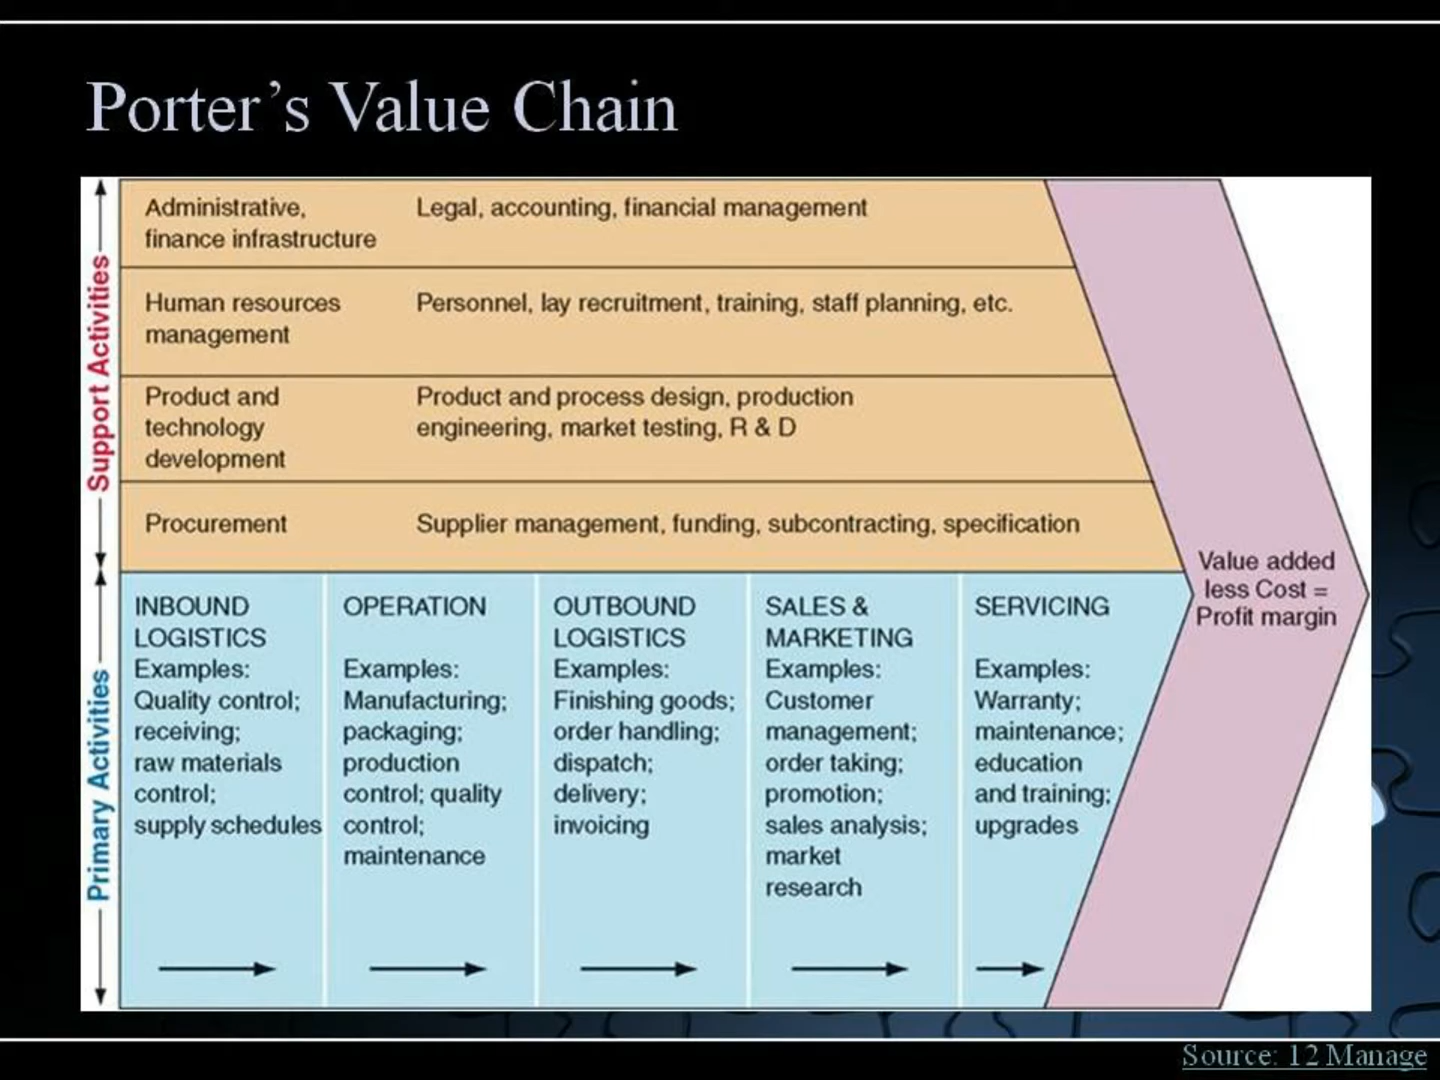 Porter's Value Chain
Support Activities
Administrative,
finance infrastructure
Legal, accounting, financial management
Human resources
management
Personnel, lay recruitment, training, staff planning, etc.
Product and
technology
development
Product and process design, production
engineering, market testing, R & D
Procurement
Supplier management, funding, subcontracting, specification
Primary Activities
INBOUND
LOGISTICS
Examples:
Quality control;
receiving;
raw materials
control;
supply schedules
OPERATION
Examples:
Manufacturing;
packaging;
production
control; quality
control;
maintenance
OUTBOUND
LOGISTICS
Examples:
Finishing goods;
order handling;
dispatch;
delivery;
invoicing
SALES &
MARKETING
Examples:
Customer
management;
order taking;
promotion;
sales analysis;
market
research
SERVICING
Examples:
Warranty;
maintenance;
education
and training;
upgrades
Value added
less Cost =
Profit margin
Source: 12 Manage